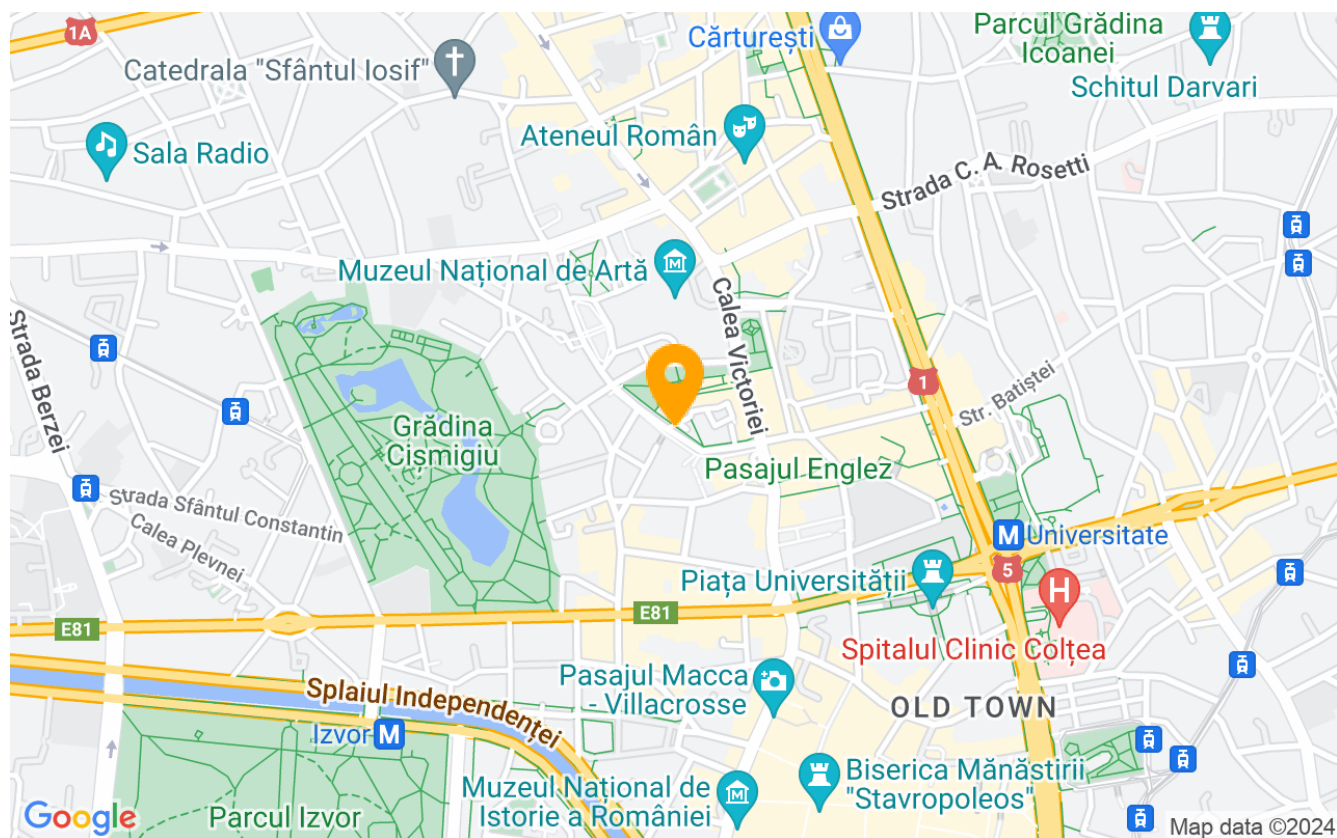 1A
Catedrala "Sfântul Iosif"
Cărturești
Parcul Grădina
Icoanei
Schitul Darvari
Sala Radio
Ateneul Român
Strada C. A. Rosetti
Muzeul Național de Artă
Calea Victoriei
Strada Berzei
1
Str. Batiștei
Grădina
Cișmigiu
Pasajul Englez
Strada Sfântul Constantin
Calea Plevnei
M
Universitate
5
Piața Universității
H
E81
E81
Spitalul Clinic Colțea
Pasajul Macca
- Villacrosse
Splaiul Independenței
OLD TOWN
Izvor M
Biserica Mănăstirii
"Stavropoleos"
Muzeul Național de
Istorie a României
Google
Parcul Izvor
Map data ©2024